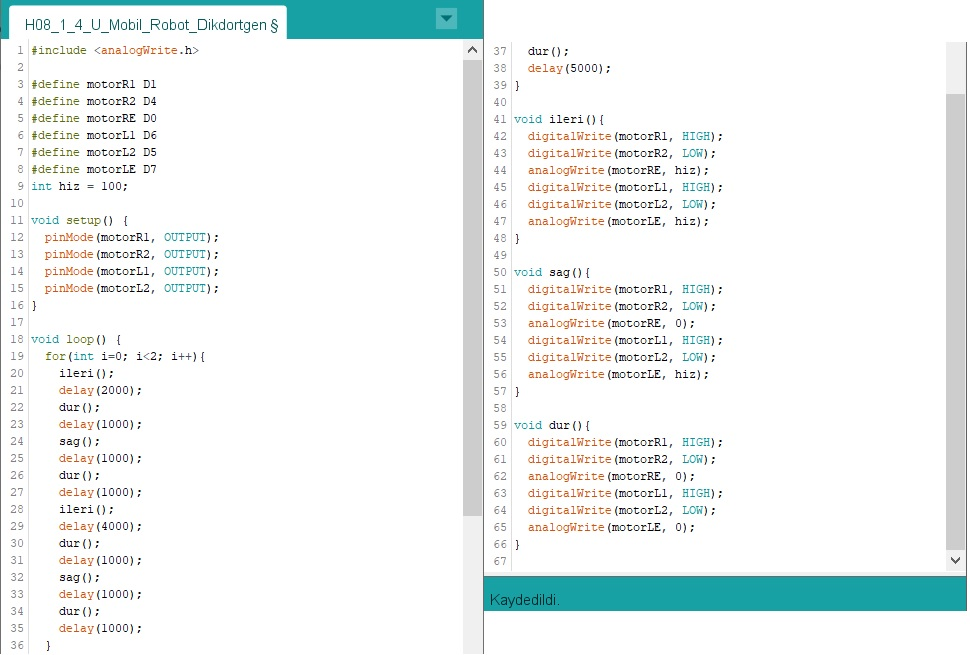 H08_1_4_U_Mobil_Robot_Dikdortgen §
1 #include <analogWrite.h>
2
3 #define motorR1 D1
4 #define motorR2 D4
5 #define motorRE D0
6 #define motorL1 D6
7 #define motorL2 D5
8 #define motorLE D7
9 int hiz = 100;
10
11 void setup() {
12   pinMode(motorR1, OUTPUT);
13   pinMode(motorR2, OUTPUT);
14   pinMode(motorL1, OUTPUT);
15   pinMode(motorL2, OUTPUT);
16 }
17
18 void loop() {
19   for(int i=0; i<2; i++){
20     ileri();
21     delay(2000);
22     dur();
23     delay(1000);
24     sag();
25     delay(1000);
26     dur();
27     delay(1000);
28     ileri();
29     delay(4000);
30     dur();
31     delay(1000);
32     sag();
33     delay(1000);
34     dur();
35     delay(1000);
36   }
37   dur();
38   delay(5000);
39 }
40
41 void ileri(){
42   digitalWrite(motorR1, HIGH);
43   digitalWrite(motorR2, LOW);
44   analogWrite(motorRE, hiz);
45   digitalWrite(motorL1, HIGH);
46   digitalWrite(motorL2, LOW);
47   analogWrite(motorLE, hiz);
48 }
49
50 void sag(){
51   digitalWrite(motorR1, HIGH);
52   digitalWrite(motorR2, LOW);
53   analogWrite(motorRE, 0);
54   digitalWrite(motorL1, HIGH);
55   digitalWrite(motorL2, LOW);
56   analogWrite(motorLE, hiz);
57 }
58
59 void dur(){
60   digitalWrite(motorR1, HIGH);
61   digitalWrite(motorR2, LOW);
62   analogWrite(motorRE, 0);
63   digitalWrite(motorL1, HIGH);
64   digitalWrite(motorL2, LOW);
65   analogWrite(motorLE, 0);
66 }
67
Kaydedildi.